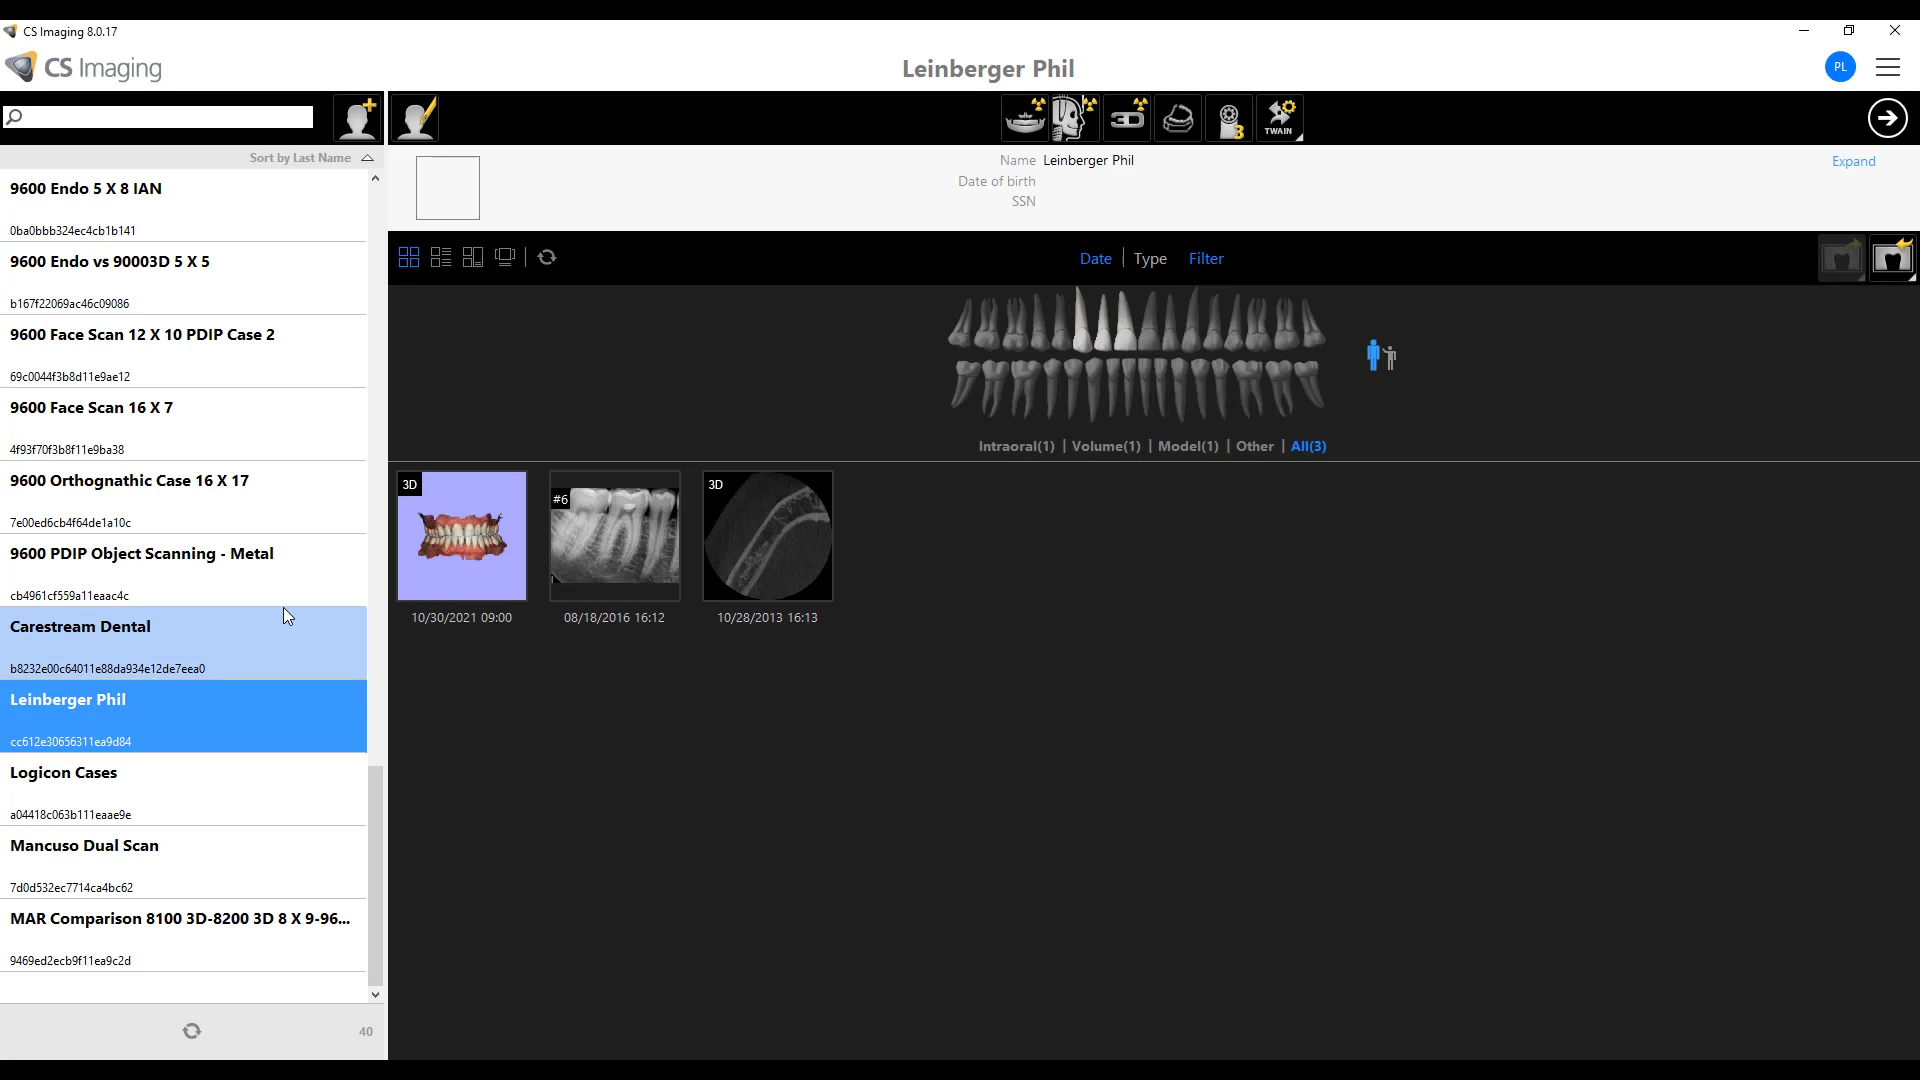 CS Imaging 8.0.17
CS Imaging
Leinberger Phil
PL
3D
3
TWAIN
Sort by Last Name
9600 Endo 5 X 8 IAN
0ba0bbb324ec4cb1b141
9600 Endo vs 90003D 5 X 5
b167f22069ac46c09086
9600 Face Scan 12 X 10 PDIP Case 2
69c0044f3b8d11e9ae12
9600 Face Scan 16 X 7
4f93f70f3b8f11e9ba38
9600 Orthognathic Case 16 X 17
7e00ed6cb4f64de1a10c
9600 PDIP Object Scanning - Metal
cb4961cf559a11eaac4c
Carestream Dental
b8232e00c64011e88da934e12de7eea0
Leinberger Phil
cc612e30656311ea9d84
Logicon Cases
a04418c063b111eaae9e
Mancuso Dual Scan
7d0d532ec7714ca4bc62
MAR Comparison 8100 3D-8200 3D 8 X 9-96...
9469ed2ecb9f11ea9c2d
40
Name Leinberger Phil
Date of birth
SSN
Expand
Date | Type Filter
Intraoral(1) | Volume(1) | Model(1) | Other | All(3)
3D
#6
3D
10/30/2021 09:00
08/18/2016 16:12
10/28/2013 16:13